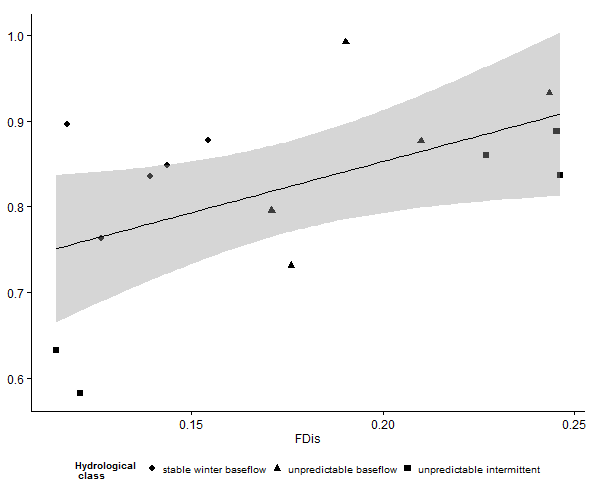 1.0
0.9
0.8
0.7
0.6
0.15 0.20 0.25
FDis
Hydrological
class
stable winter baseflow unpredictable baseflow unpredictable intermittent